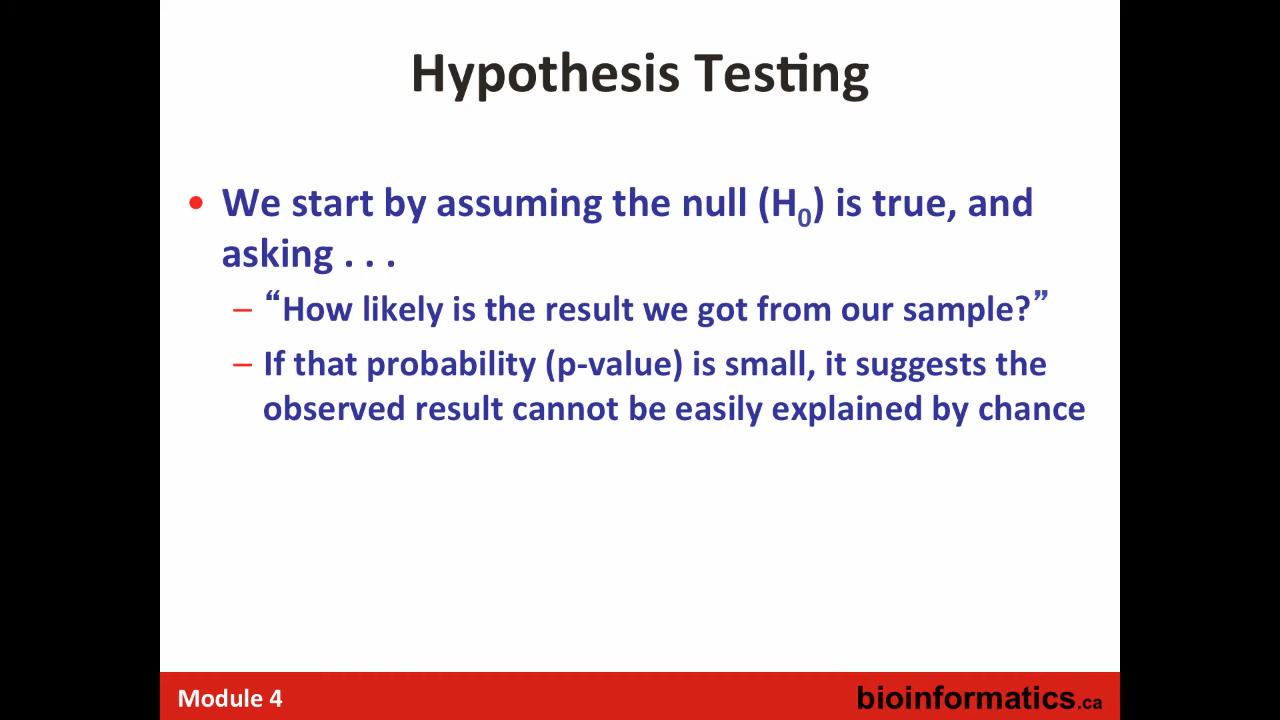 Hypothesis Testing
• We start by assuming the null (H₀) is true, and
asking . . .
– “How likely is the result we got from our sample?”
– If that probability (p-value) is small, it suggests the
observed result cannot be easily explained by chance
Module 4
bioinformatics.ca